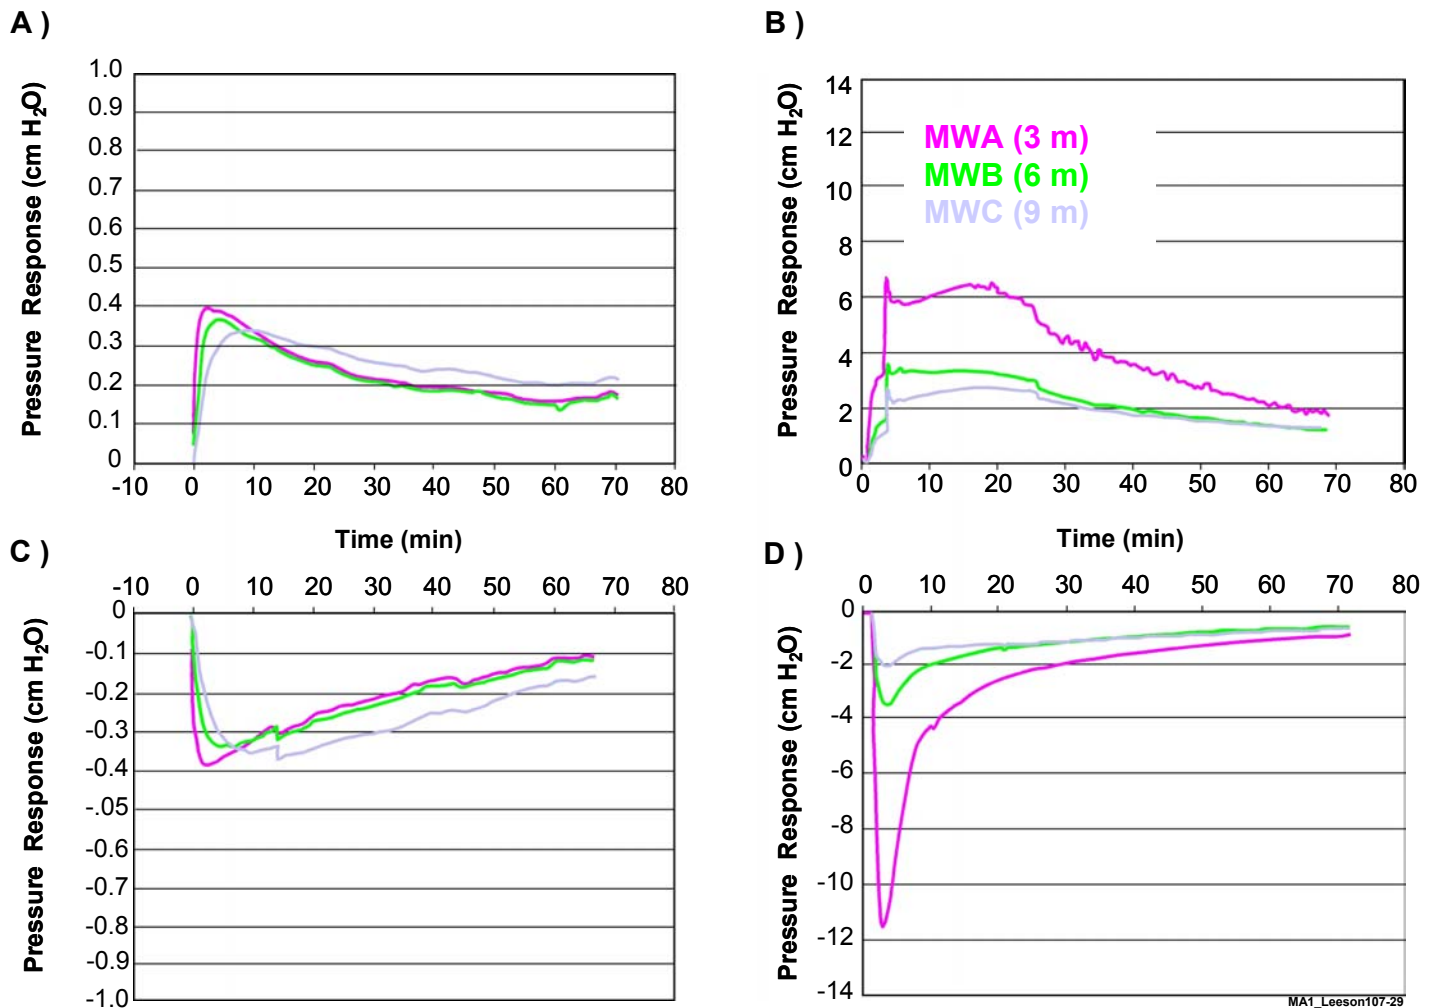 A )
B )
1.0
0.9
0.8
0.7
0.6
0.5
0.4
0.3
0.2
0.1
0
Pressure Response (cm H₂O)
-10 0 10 20 30 40 50 60 70 80
Time (min)
14
12
10
8
6
4
2
0
Pressure Response (cm H₂O)
MWA (3 m)
MWB (6 m)
MWC (9 m)
0 10 20 30 40 50 60 70 80
Time (min)
C )
-10 0 10 20 30 40 50 60 70 80
0
-0.1
-0.2
-0.3
-0.4
-.05
-0.6
-0.7
-0.8
-0.9
-1.0
Pressure Response (cm H₂O)
D )
0 10 20 30 40 50 60 70 80
0
-2
-4
-6
-8
-10
-12
-14
Pressure Response (cm H₂O)
MA1_Leeson107-29